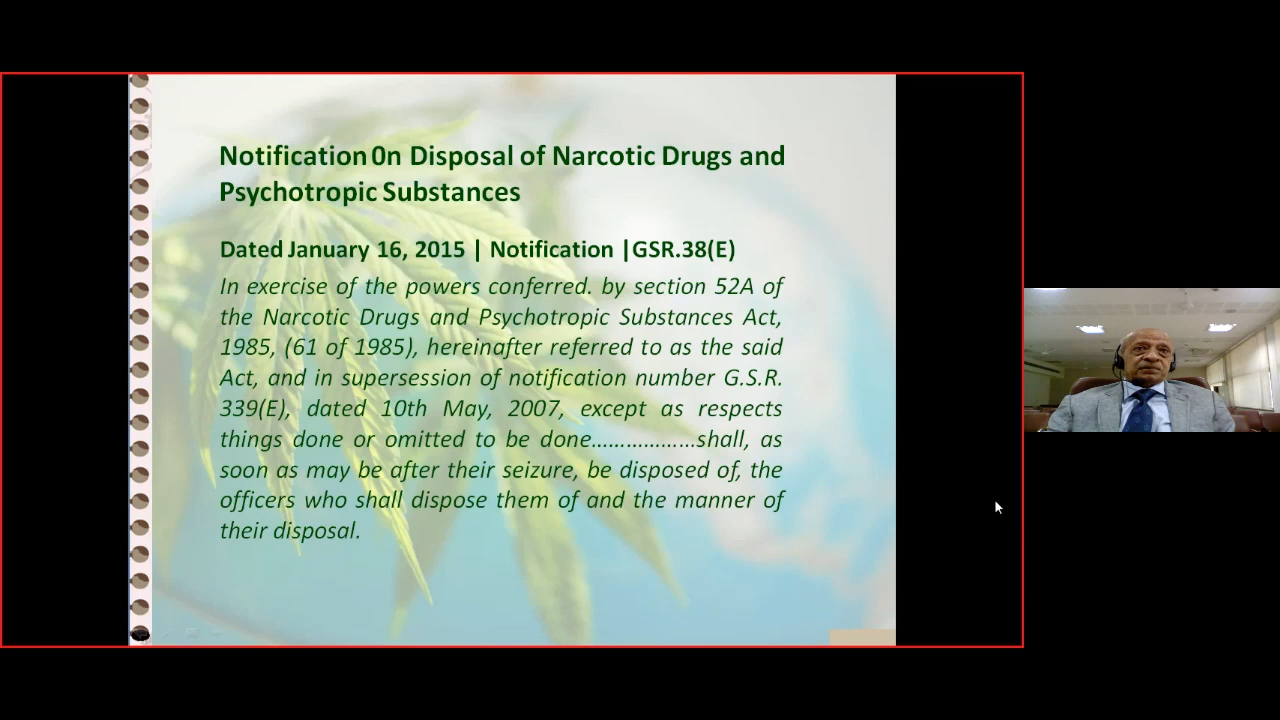 Notification 0n Disposal of Narcotic Drugs and
Psychotropic Substances
Dated January 16, 2015 | Notification |GSR.38(E)
In exercise of the powers conferred. by section 52A of
the Narcotic Drugs and Psychotropic Substances Act,
1985, (61 of 1985), hereinafter referred to as the said
Act, and in supersession of notification number G.S.R.
339(E), dated 10th May, 2007, except as respects
things done or omitted to be done………………shall, as
soon as may be after their seizure, be disposed of, the
officers who shall dispose them of and the manner of
their disposal.